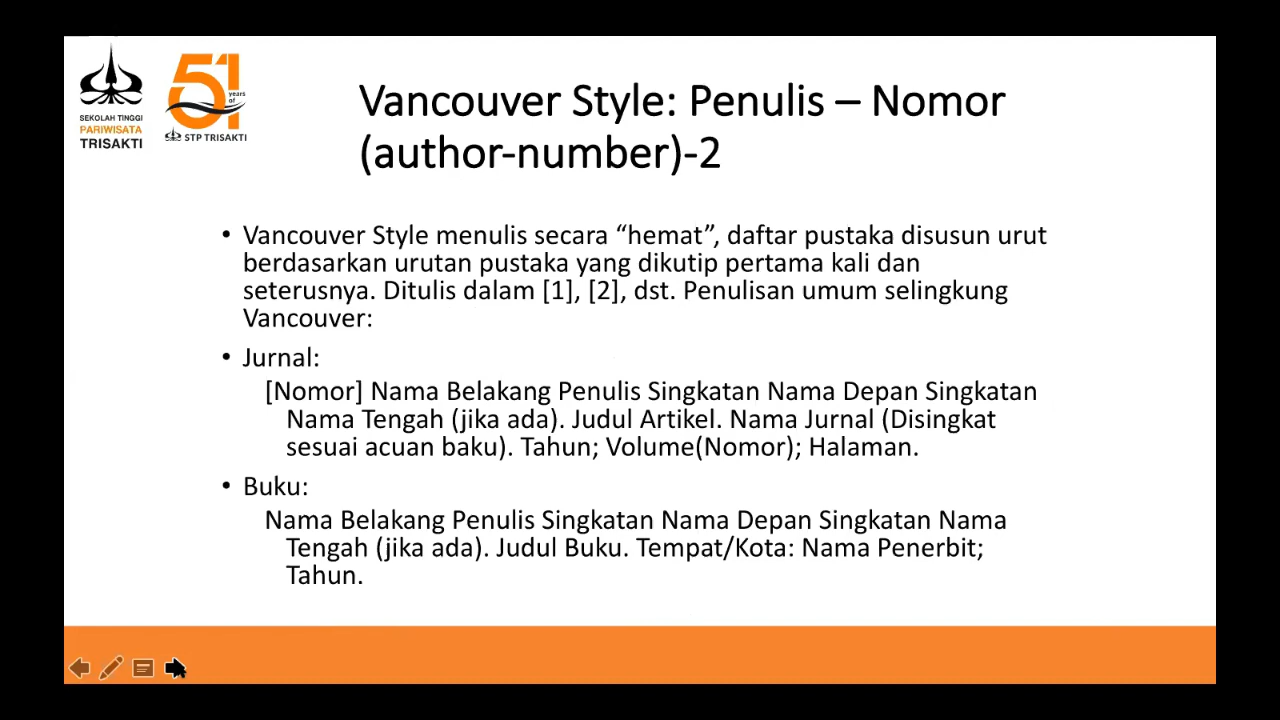 SEKOLAH TINGGI
PARIWISATA
TRISAKTI
51
years
of
STP TRISAKTI
Vancouver Style: Penulis – Nomor
(author-number)-2
• Vancouver Style menulis secara “hemat”, daftar pustaka disusun urut
berdasarkan urutan pustaka yang dikutip pertama kali dan
seterusnya. Ditulis dalam [1], [2], dst. Penulisan umum selingkung
Vancouver:
• Jurnal:
[Nomor] Nama Belakang Penulis Singkatan Nama Depan Singkatan
Nama Tengah (jika ada). Judul Artikel. Nama Jurnal (Disingkat
sesuai acuan baku). Tahun; Volume(Nomor); Halaman.
• Buku:
Nama Belakang Penulis Singkatan Nama Depan Singkatan Nama
Tengah (jika ada). Judul Buku. Tempat/Kota: Nama Penerbit;
Tahun.